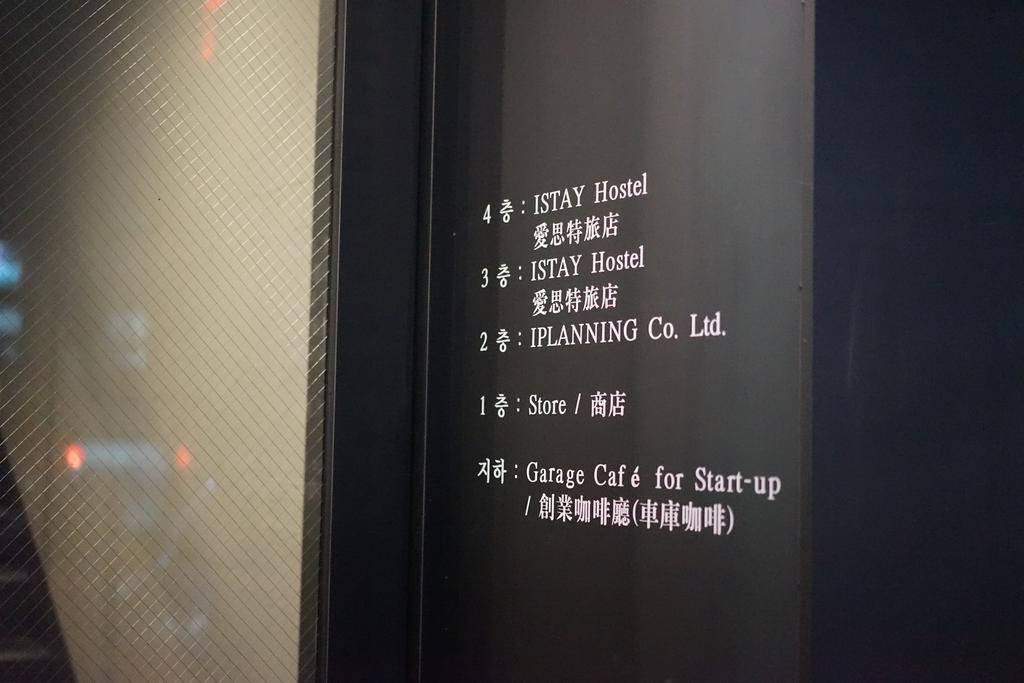 4 층 : ISTAY Hostel
愛思特旅店
3 층 : ISTAY Hostel
愛思特旅店
2 층 : IPLANNING Co. Ltd.
1 층 : Store / 商店
지하 : Garage Café for Start-up
/ 創業咖啡廳(車庫咖啡)